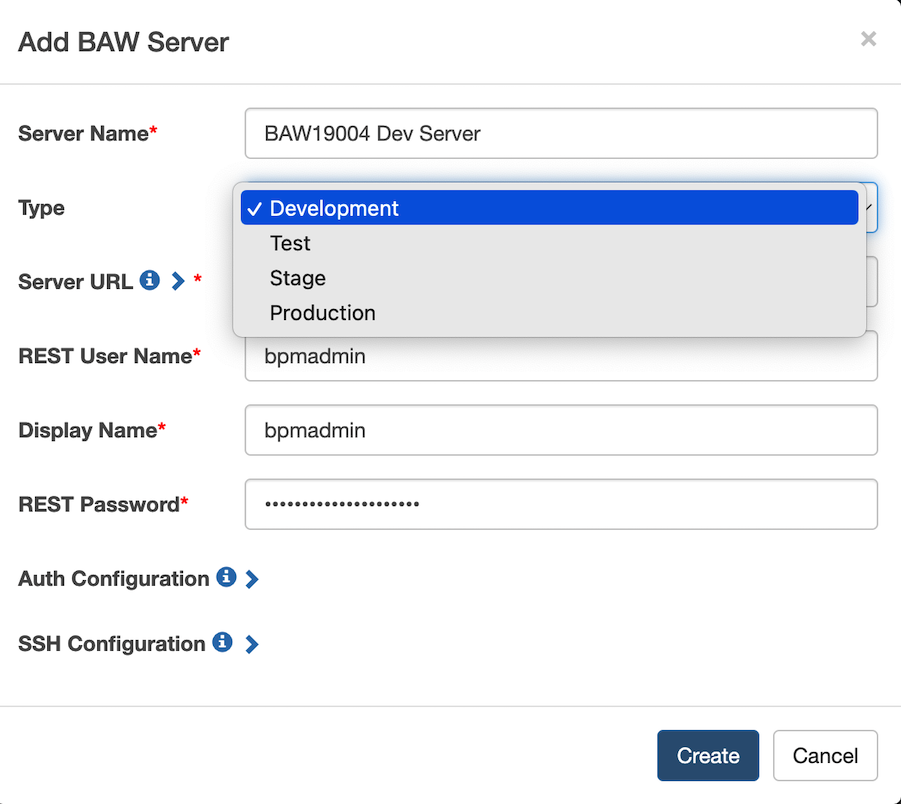 Add BAW Server ×
Server Name* BAW19004 Dev Server
Type ✓ Development
Test
Stage
Production
Server URL *
REST User Name* bpmadmin
Display Name* bpmadmin
REST Password* •••••••••••••••••••••
Auth Configuration
SSH Configuration
Create Cancel